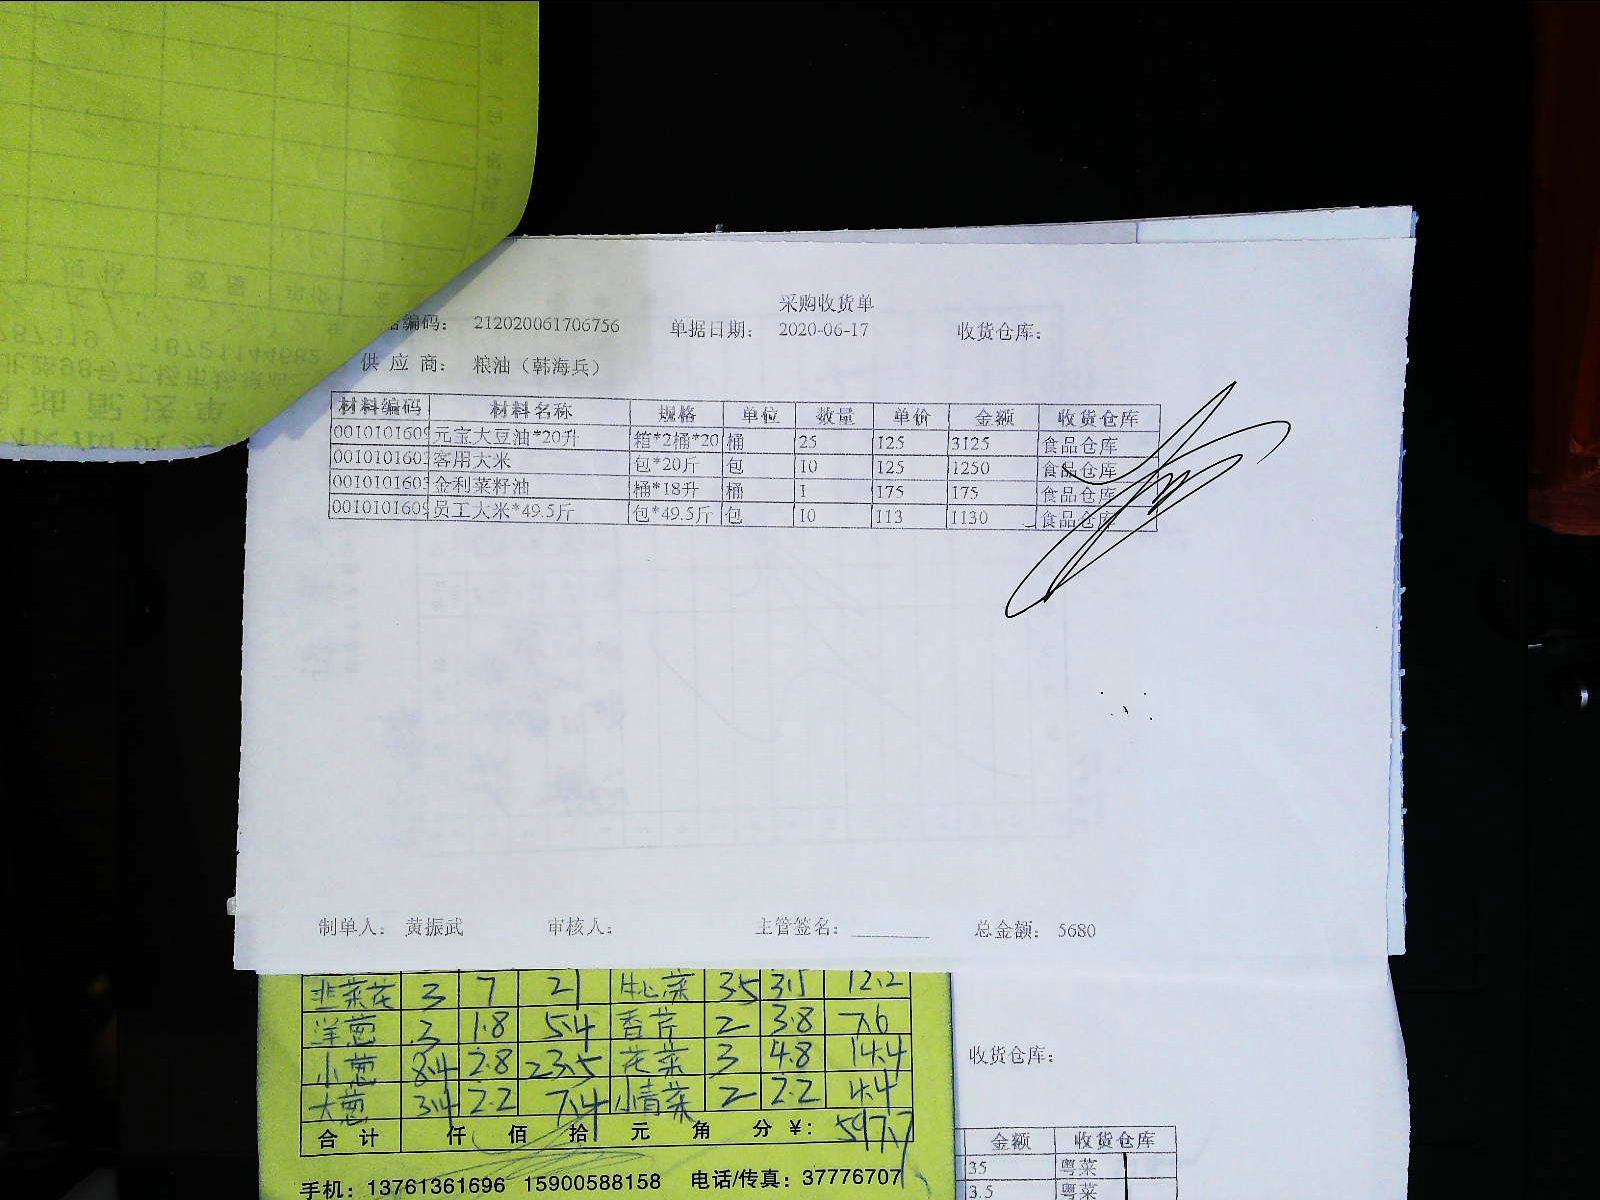 采购收货单
编码: 212020061706756 单据日期: 2020-06-17 收货仓库:
供应商: 粮油（韩海兵）
材料编码 材料名称 规格 单位 数量 单价 金额 收货仓库
0010101609 元宝大豆油*20升 箱*2桶*20 桶 25 125 3125 食品仓库
001010160 客用大米 包*20斤 包 10 125 1250 食品仓库
001010160 金利菜籽油 桶*18升 桶 1 175 175 食品仓库
001010160 员工大米*49.5斤 包*49.5斤 包 10 113 1130 食品仓库
制单人: 黄振武 审核人: 主管签名: ________ 总金额: 5680
韭菜花 3 7 21 牛心菜 3.5 3.5 12.2
洋葱 3 1.8 5.4 香芹 2 3.8 7.6
小葱 8.4 2.8 23.5 花菜 3 4.8 14.4
大葱 3.4 2.2 7.4 小青菜 2 2.2 4.4
合计 仟 佰 拾 元 角 分 ¥: 597.7
手机: 13761361696 15900588158 电话/传真: 37776707
收货仓库:
金额 收货仓库
35 粤菜
3.5 粤菜